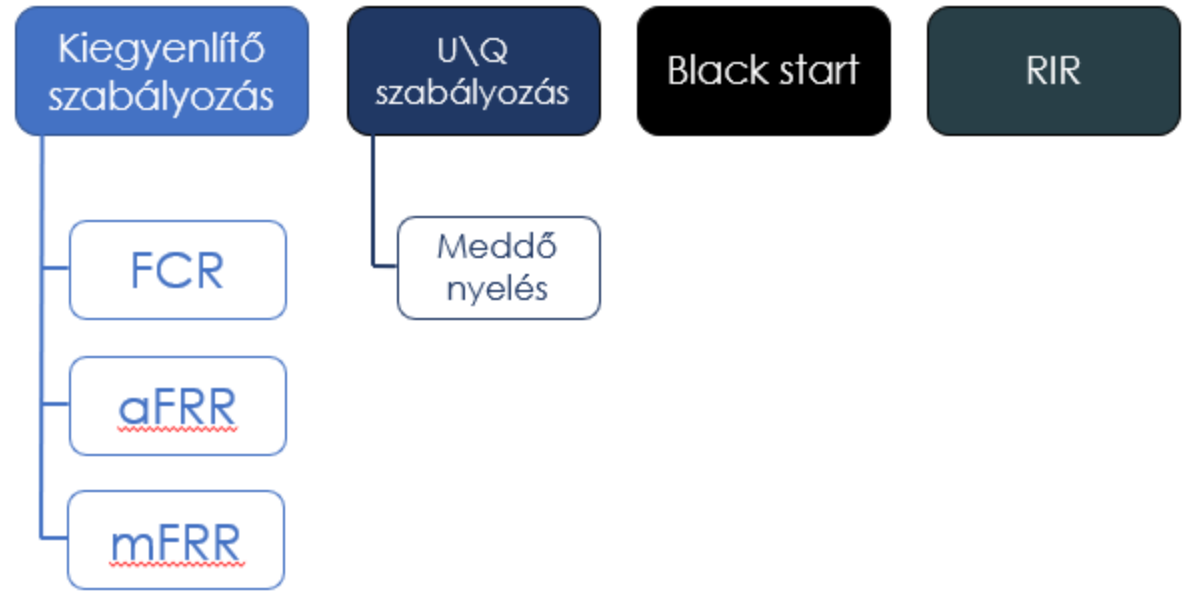 Kiegyenlítő
szabályozás
U\Q
szabályozás
Black start
RIR
FCR
aFRR
mFRR
Meddő
nyelés